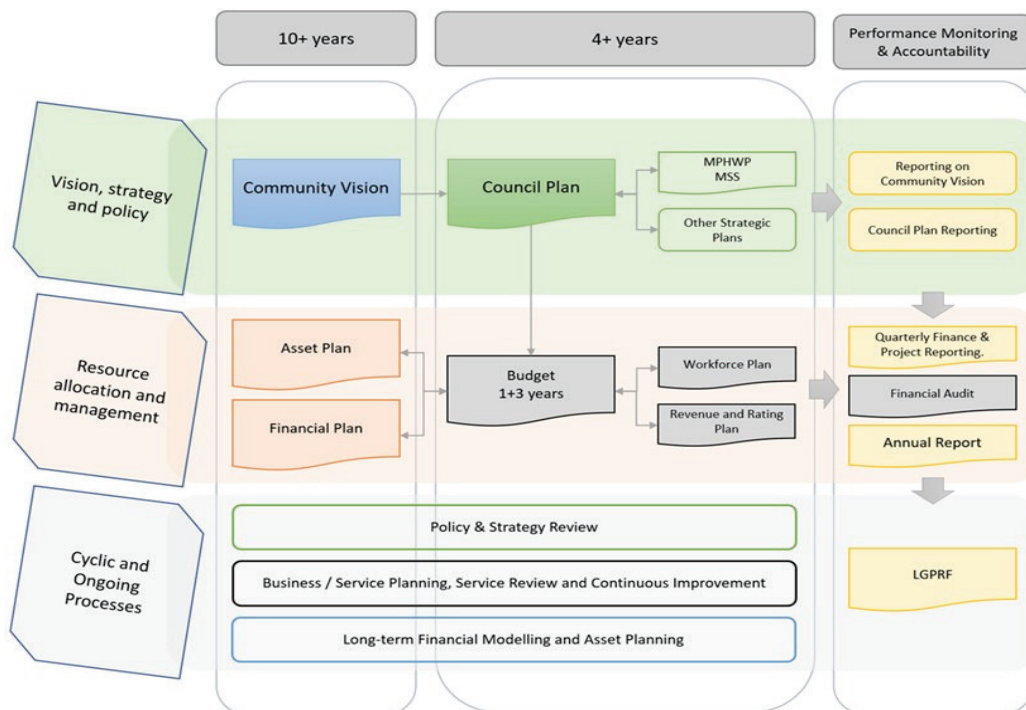 10+ years
4+ years
Performance Monitoring
& Accountability
Vision, strategy
and policy
Community Vision
Council Plan
MPHWP
MSS
Other Strategic
Plans
Reporting on
Community Vision
Council Plan Reporting
Resource
allocation and
management
Asset Plan
Financial Plan
Budget
1+3 years
Workforce Plan
Revenue and Rating
Plan
Quarterly Finance &
Project Reporting.
Financial Audit
Annual Report
Cyclic and
Ongoing
Processes
Policy & Strategy Review
Business / Service Planning, Service Review and Continuous Improvement
Long-term Financial Modelling and Asset Planning
LGPRF